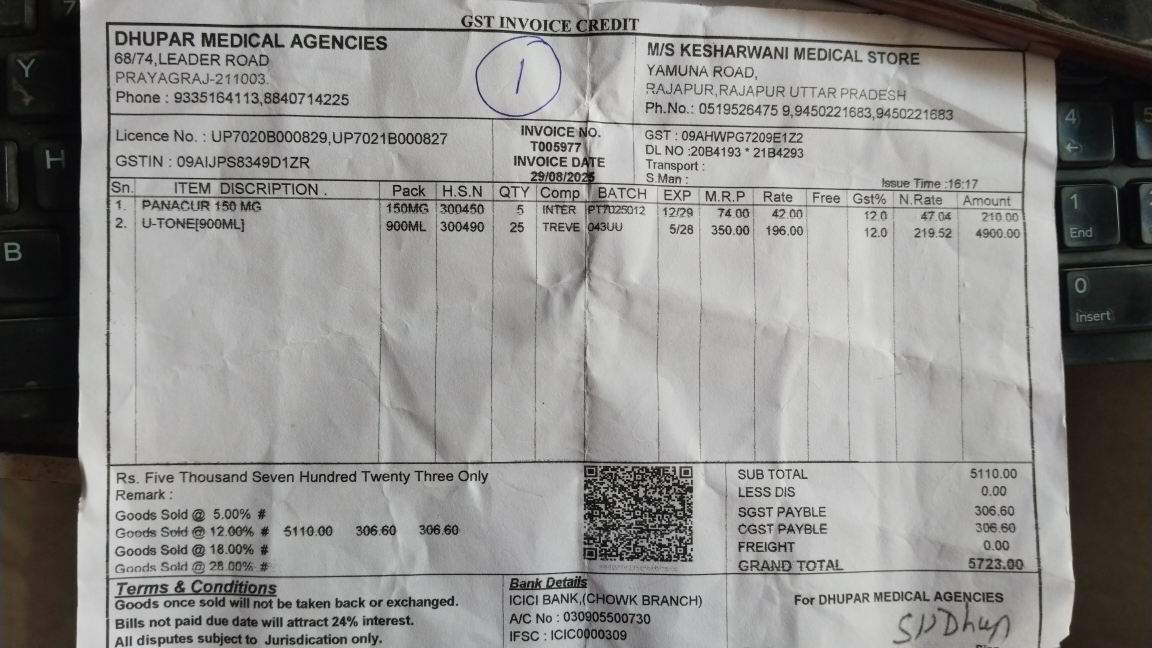 GST INVOICE CREDIT
DHUPAR MEDICAL AGENCIES
68/74,LEADER ROAD
PRAYAGRAJ-211003.
Phone : 9335164113,8840714225
1
M/S KESHARWANI MEDICAL STORE
YAMUNA ROAD,
RAJAPUR,RAJAPUR UTTAR PRADESH
Ph.No.: 0519526475 9,9450221683,9450221683
Licence No. : UP7020B000829,UP7021B000827
GSTIN : 09AIJPS8349D1ZR
INVOICE NO.
T005977
INVOICE DATE
29/08/2025
GST : 09AHWPG7209E1Z2
DL NO :20B4193 * 21B4293
Transport :
S.Man :
Issue Time :16:17
Sn. ITEM DISCRIPTION . Pack H.S.N QTY Comp BATCH EXP M.R.P Rate Free Gst% N.Rate Amount
1. PANACUR 150 MG 150MG 300450 5 INTER PT7025012 12/29 74.00 42.00 12.0 47.04 210.00
2. U-TONE[900ML] 900ML 300490 25 TREVE 043UU 5/28 350.00 196.00 12.0 219.52 4900.00
Rs. Five Thousand Seven Hundred Twenty Three Only
Remark :
Goods Sold @ 5.00% #
Goods Sold @ 12.00% # 5110.00 306.60 306.60
Goods Sold @ 18.00% #
Goods Sold @ 28.00% #
SUB TOTAL 5110.00
LESS DIS 0.00
SGST PAYBLE 306.60
CGST PAYBLE 306.60
FREIGHT 0.00
GRAND TOTAL 5723.00
Terms & Conditions
Goods once sold will not be taken back or exchanged.
Bills not paid due date will attract 24% interest.
All disputes subject to Jurisdication only.
Bank Details
ICICI BANK,(CHOWK BRANCH)
A/C No : 030905500730
IFSC : ICIC0000309
For DHUPAR MEDICAL AGENCIES
Y
H
B
7
4
5
1
End
0
Insert